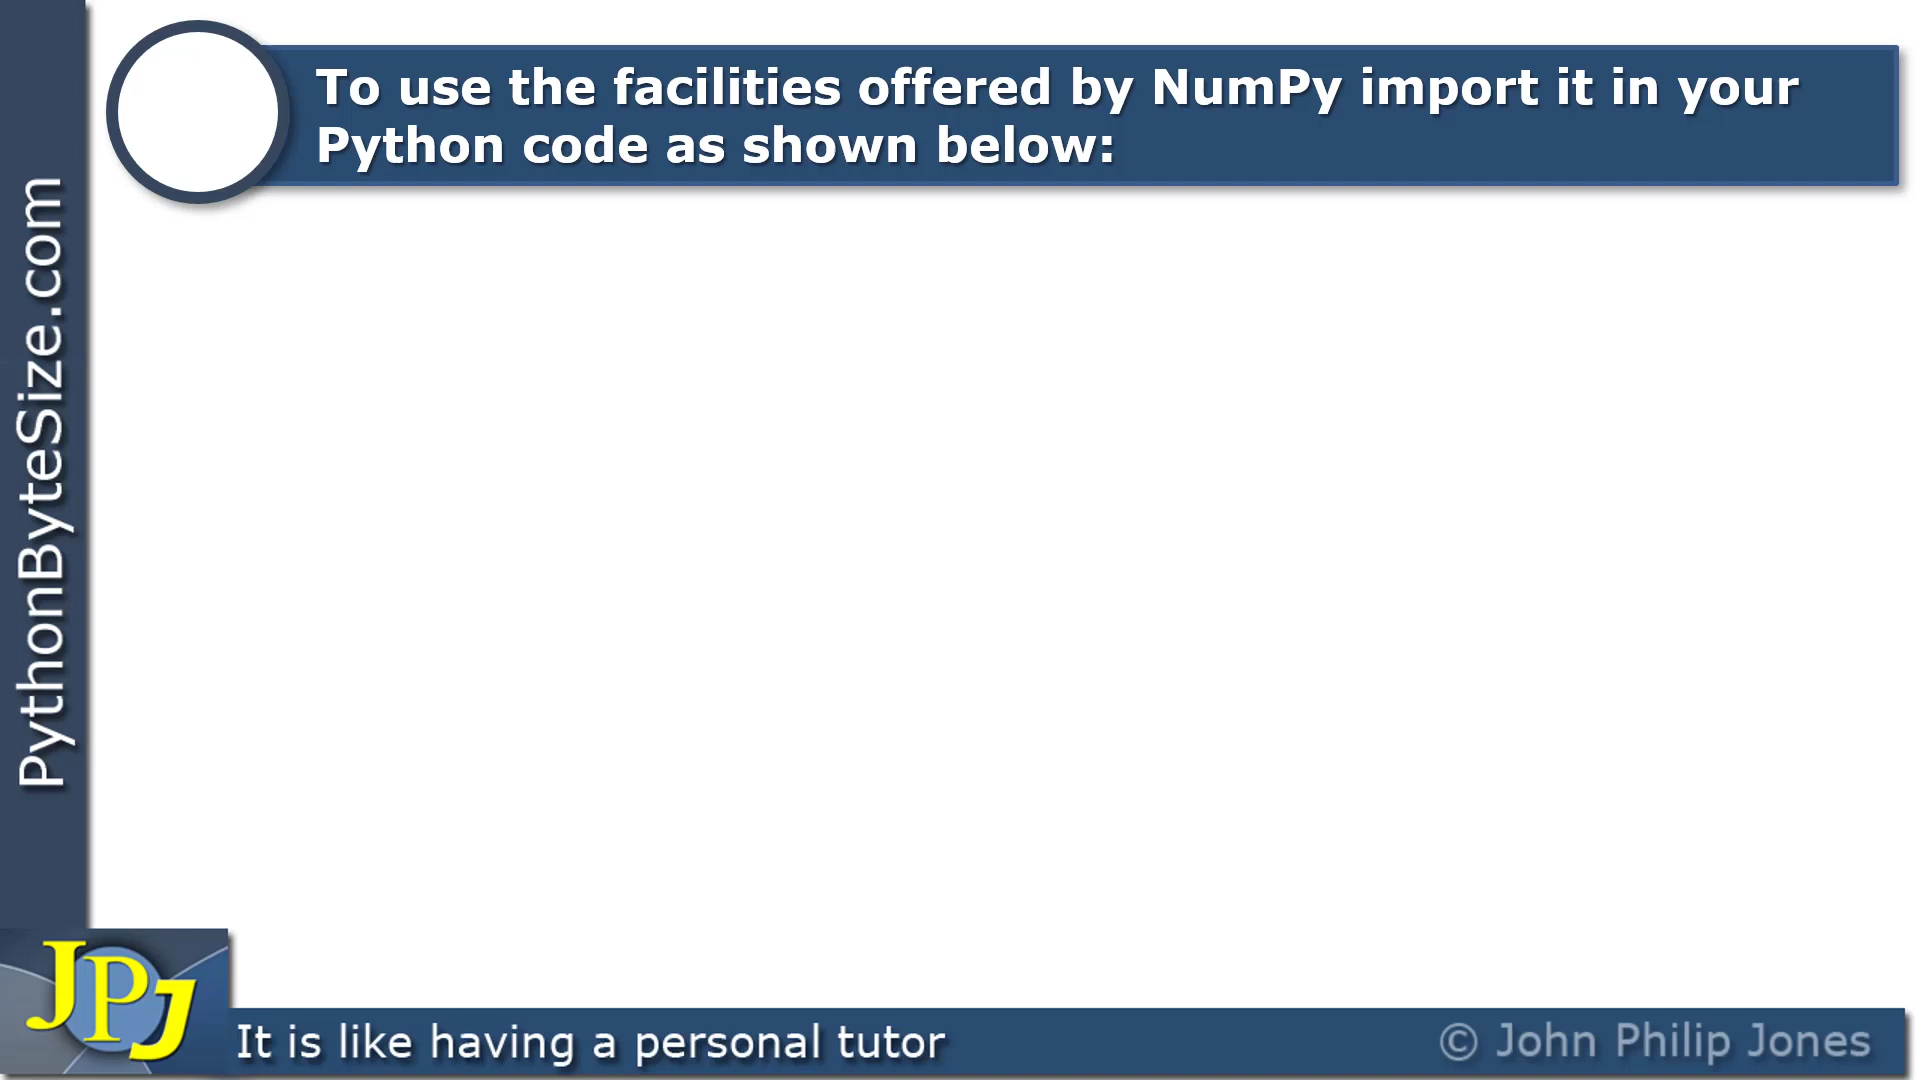 To use the facilities offered by NumPy import it in your
Python code as shown below:
PythonByteSize.com
JPJ
It is like having a personal tutor
© John Philip Jones